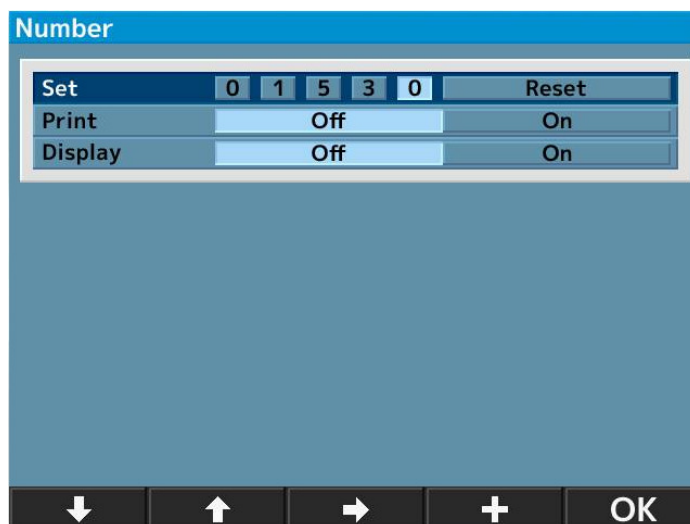 Number
Set 0 1 5 3 0 Reset
Print Off On
Display Off On
OK